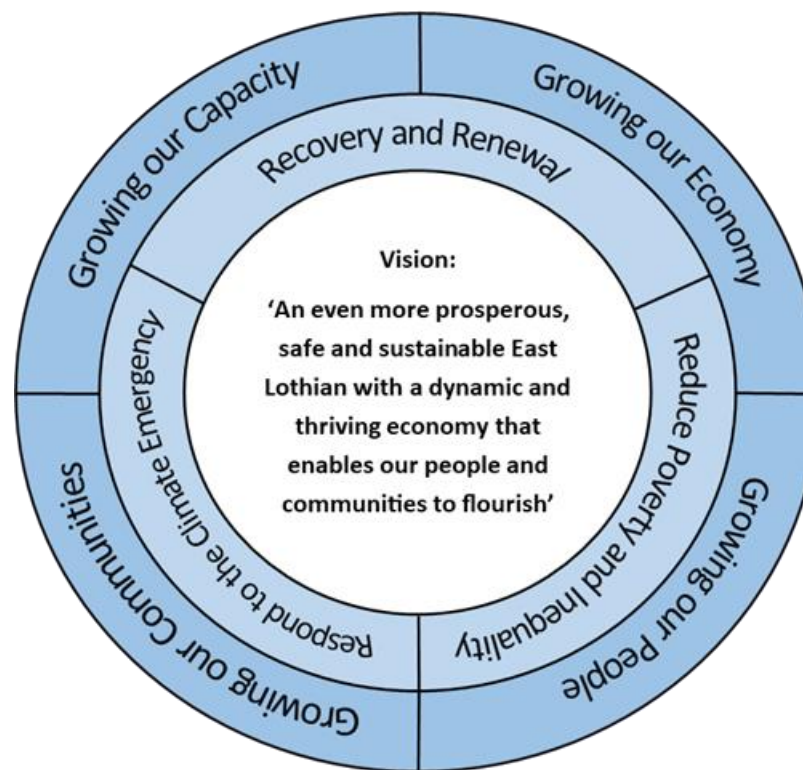 Growing our Capacity
Growing our Economy
Recovery and Renewal
Vision:
‘An even more prosperous,
safe and sustainable East
Lothian with a dynamic and
thriving economy that
enables our people and
communities to flourish’
Respond to the Climate Emergency
Reduce Poverty and Inequality
Growing our Communities
Growing our People